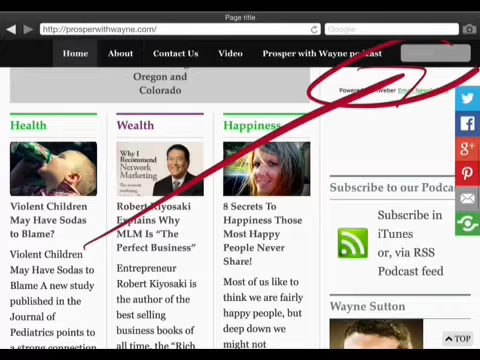 Page title
http://prosperwithwayne.com/
Google
Home About Contact Us Video Prosper with Wayne podcast
Oregon and
Colorado
Health
Wealth
Happiness
Violent Children
May Have Sodas
to Blame?
Violent Children
May Have Sodas to
Blame A new study
published in the
Journal of
Pediatrics points to
Why I
Recommend
Network
Marketing
Robert Kiyosaki
Explains Why
MLM Is “The
Perfect Business”
Entrepreneur
Robert Kiyosaki is
the author of the
best selling
business books of
all time, the “Rich
8 Secrets To
Happiness Those
Most Happy
People Never
Share!
Most of us like to
think we are fairly
happy people, but
deep down we
might not
Subscribe to our Podcas
Subscribe in
iTunes
or, via RSS
Podcast feed
Wayne Sutton
TOP